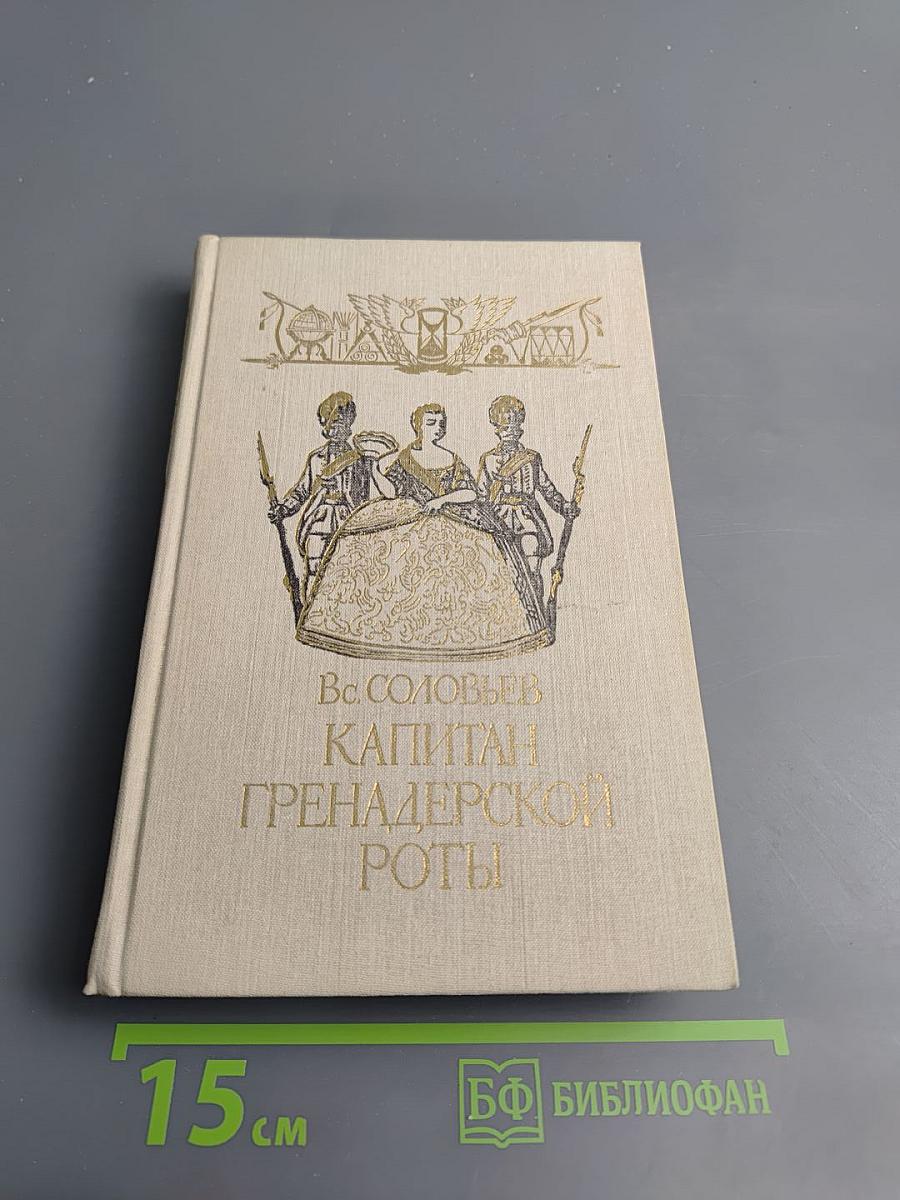 Вс. СОЛОВЬЕВ
КАПИТАН
ГРЕНАДЕРСКОЙ
РОТЫ
15 см
БФ БИБЛИОФАН